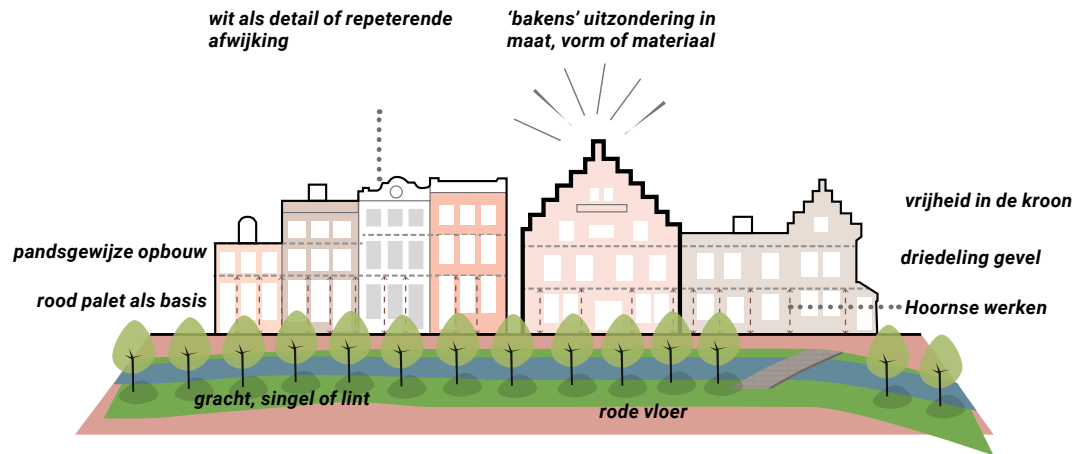 wit als detail of repeterende
afwijking
‘bakens’ uitzondering in
maat, vorm of materiaal
vrijheid in de kroon
pandsgewijze opbouw
driedeling gevel
rood palet als basis
Hoornse werken
gracht, singel of lint
rode vloer